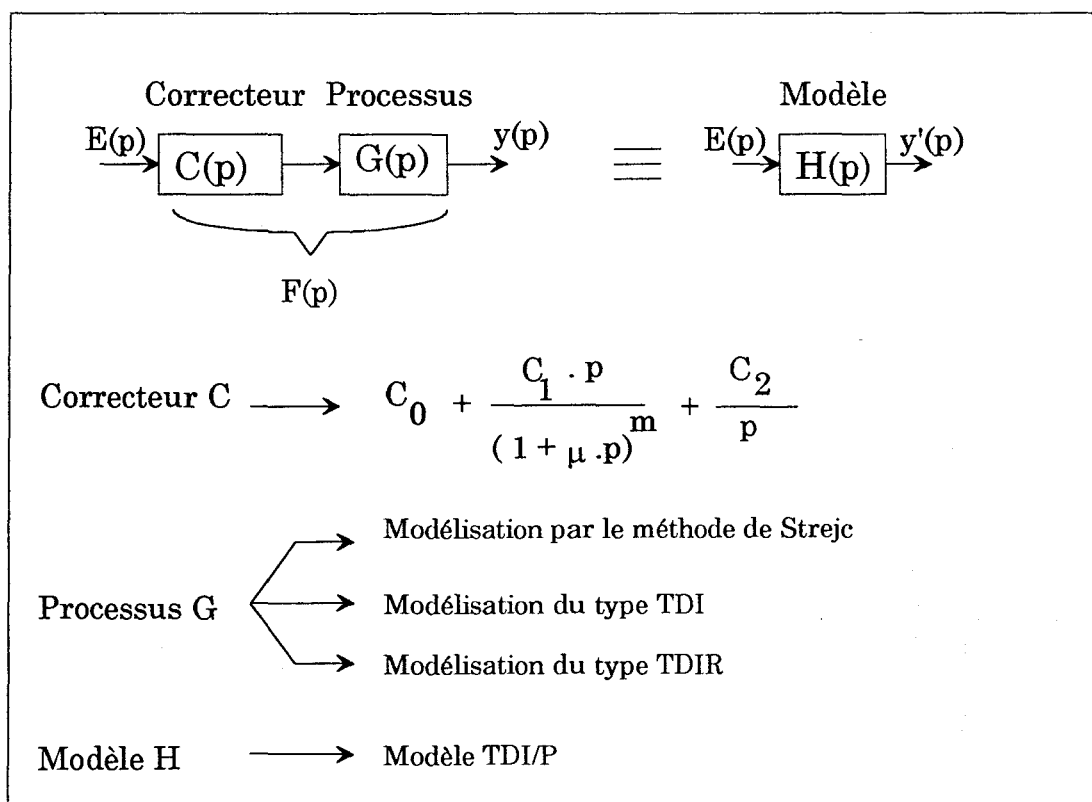 Correcteur Processus Modèle
E(p) C(p) G(p) y(p) E(p) H(p) y'(p)
F(p)
Correcteur C C0 + C1 . p / ( 1 + μ .p)^m + C2 / p
Modélisation par le méthode de Strejc
Processus G Modélisation du type TDI
Modélisation du type TDIR
Modèle H Modèle TDI/P